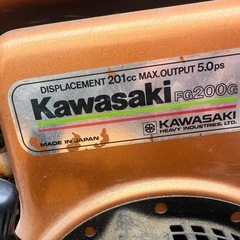 DISPLACEMENT 201cc MAX.OUTPUT 5.0ps
Kawasaki FG200G
MADE IN JAPAN
KAWASAKI
HEAVY INDUSTRIES, LTD.